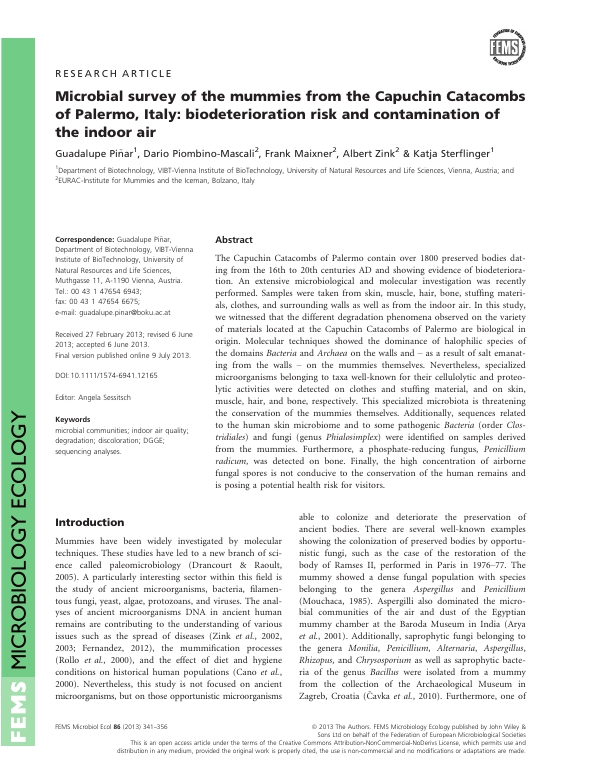 FEMS
RESEARCH ARTICLE
Microbial survey of the mummies from the Capuchin Catacombs
of Palermo, Italy: biodeterioration risk and contamination of
the indoor air
Guadalupe Piñar1, Dario Piombino-Mascali2, Frank Maixner2, Albert Zink2 & Katja Sterflinger1
1Department of Biotechnology, VIBT-Vienna Institute of BioTechnology, University of Natural Resources and Life Sciences, Vienna, Austria; and
2EURAC-Institute for Mummies and the Iceman, Bolzano, Italy
Correspondence: Guadalupe Piñar,
Department of Biotechnology, VIBT-Vienna
Institute of BioTechnology, University of
Natural Resources and Life Sciences,
Muthgasse 11, A-1190 Vienna, Austria.
Tel.: 00 43 1 47654 6943;
fax: 00 43 1 47654 6675;
e-mail: guadalupe.pinar@boku.ac.at
Received 27 February 2013; revised 6 June
2013; accepted 6 June 2013.
Final version published online 9 July 2013.
DOI: 10.1111/1574-6941.12165
Editor: Angela Sessitsch
Keywords
microbial communities; indoor air quality;
degradation; discoloration; DGGE;
sequencing analyses.
Abstract
The Capuchin Catacombs of Palermo contain over 1800 preserved bodies dat-
ing from the 16th to 20th centuries AD and showing evidence of biodeteriora-
tion. An extensive microbiological and molecular investigation was recently
performed. Samples were taken from skin, muscle, hair, bone, stuffing materi-
als, clothes, and surrounding walls as well as from the indoor air. In this study,
we witnessed that the different degradation phenomena observed on the variety
of materials located at the Capuchin Catacombs of Palermo are biological in
origin. Molecular techniques showed the dominance of halophilic species of
the domains Bacteria and Archaea on the walls and – as a result of salt emanat-
ing from the walls – on the mummies themselves. Nevertheless, specialized
microorganisms belonging to taxa well-known for their cellulolytic and proteo-
lytic activities were detected on clothes and stuffing material, and on skin,
muscle, hair, and bone, respectively. This specialized microbiota is threatening
the conservation of the mummies themselves. Additionally, sequences related
to the human skin microbiome and to some pathogenic Bacteria (order Clos-
tridiales) and fungi (genus Phialosimplex) were identified on samples derived
from the mummies. Furthermore, a phosphate-reducing fungus, Penicillium
radicum, was detected on bone. Finally, the high concentration of airborne
fungal spores is not conducive to the conservation of the human remains and
is posing a potential health risk for visitors.
Introduction
Mummies have been widely investigated by molecular
techniques. These studies have led to a new branch of sci-
ence called paleomicrobiology (Drancourt & Raoult,
2005). A particularly interesting sector within this field is
the study of ancient microorganisms, bacteria, filamen-
tous fungi, yeast, algae, protozoans, and viruses. The anal-
yses of ancient microorganisms DNA in ancient human
remains are contributing to the understanding of various
issues such as the spread of diseases (Zink et al., 2002,
2003; Fernandez, 2012), the mummification processes
(Rollo et al., 2000), and the effect of diet and hygiene
conditions on historical human populations (Cano et al.,
2000). Nevertheless, this study is not focused on ancient
microorganisms, but on those opportunistic microorganisms
able to colonize and deteriorate the preservation of
ancient bodies. There are several well-known examples
showing the colonization of preserved bodies by opportu-
nistic fungi, such as the case of the restoration of the
body of Ramses II, performed in Paris in 1976–77. The
mummy showed a dense fungal population with species
belonging to the genera Aspergillus and Penicillium
(Mouchaca, 1985). Aspergilli also dominated the micro-
bial communities of the air and dust of the Egyptian
mummy chamber at the Baroda Museum in India (Arya
et al., 2001). Additionally, saprophytic fungi belonging to
the genera Monilia, Penicillium, Alternaria, Aspergillus,
Rhizopus, and Chrysosporium as well as saprophytic bacte-
ria of the genus Bacillus were isolated from a mummy
from the collection of the Archaeological Museum in
Zagreb, Croatia (Čavka et al., 2010). Furthermore, one of
FEMS MICROBIOLOGY ECOLOGY
FEMS Microbiol Ecol 86 (2013) 341–356
© 2013 The Authors. FEMS Microbiology Ecology published by John Wiley &
Sons Ltd on behalf of the Federation of European Microbiological Societies
This is an open access article under the terms of the Creative Commons Attribution-NonCommercial-NoDerivs License, which permits use and
distribution in any medium, provided the original work is properly cited, the use is non-commercial and no modifications or adaptations are made.